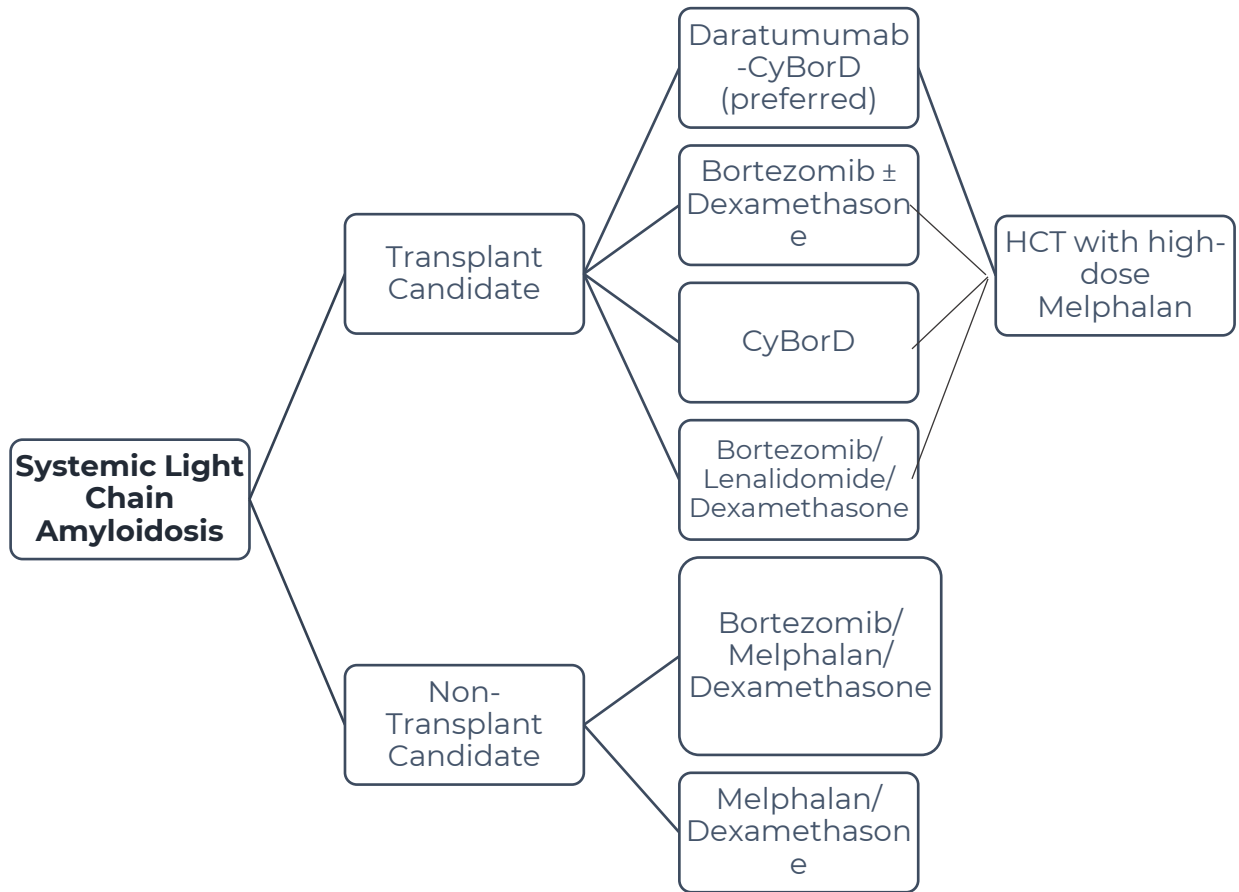 Systemic Light
Chain
Amyloidosis
Transplant
Candidate
Daratumumab
-CyBorD
(preferred)
Bortezomib ±
Dexamethason
e
CyBorD
Bortezomib/
Lenalidomide/
Dexamethasone
HCT with high-
dose
Melphalan
Non-
Transplant
Candidate
Bortezomib/
Melphalan/
Dexamethasone
Melphalan/
Dexamethason
e